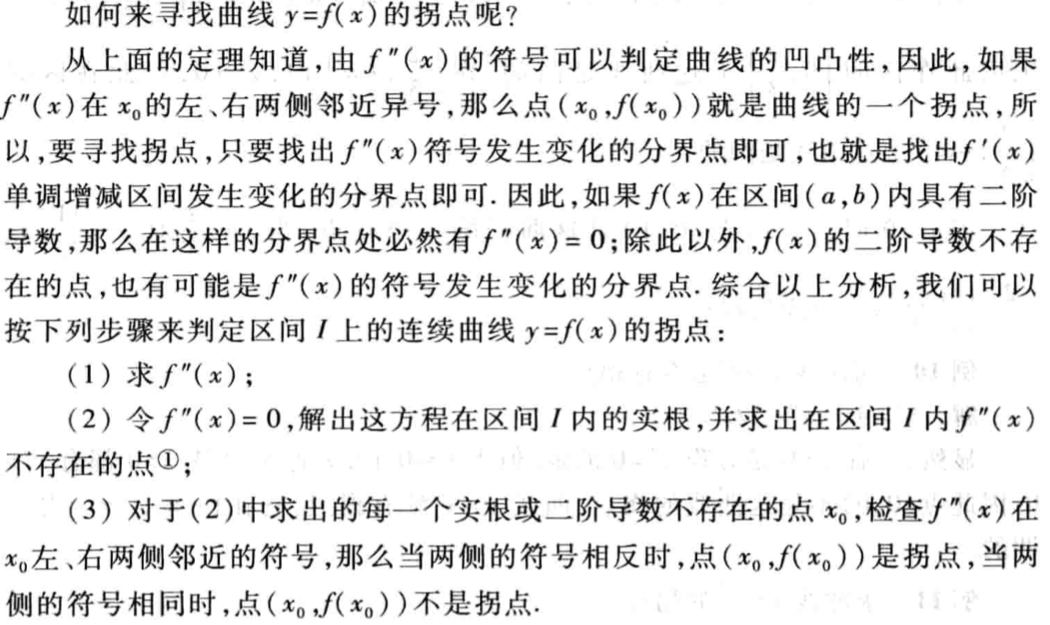 如何来寻找曲线 y=f(x)的拐点呢?
从上面的定理知道,由 f″(x)的符号可以判定曲线的凹凸性,因此,如果
f″(x)在 x₀的左、右两侧邻近异号,那么点(x₀,f(x₀))就是曲线的一个拐点,所
以,要寻找拐点,只要找出 f″(x)符号发生变化的分界点即可,也就是找出f′(x)
单调增减区间发生变化的分界点即可. 因此,如果 f(x)在区间(a,b)内具有二阶
导数,那么在这样的分界点处必然有 f″(x)=0;除此以外,f(x)的二阶导数不存
在的点,也有可能是 f″(x)的符号发生变化的分界点. 综合以上分析,我们可以
按下列步骤来判定区间 I 上的连续曲线 y=f(x)的拐点:
(1) 求 f″(x);
(2) 令 f″(x)=0,解出这方程在区间 I 内的实根,并求出在区间 I 内f″(x)
不存在的点①;
(3) 对于(2)中求出的每一个实根或二阶导数不存在的点 x₀,检查 f″(x)在
x₀左、右两侧邻近的符号,那么当两侧的符号相反时,点(x₀,f(x₀))是拐点,当两
侧的符号相同时,点(x₀,f(x₀))不是拐点.